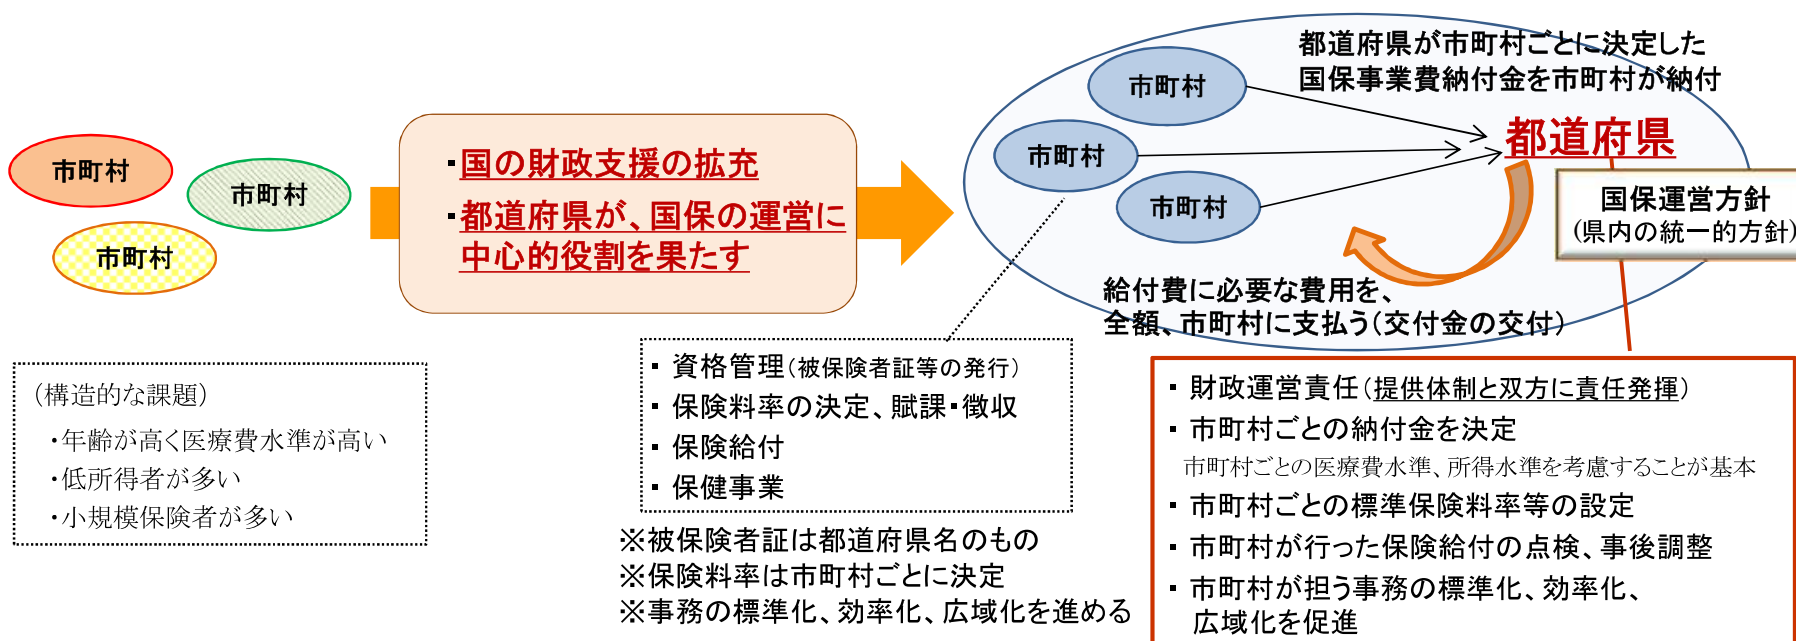 市町村
市町村
市町村
・国の財政支援の拡充
・都道府県が、国保の運営に
中心的役割を果たす
都道府県が市町村ごとに決定した
国保事業費納付金を市町村が納付
市町村
市町村
市町村
都道府県
国保運営方針
(県内の統一的方針)
給付費に必要な費用を、
全額、市町村に支払う(交付金の交付)
(構造的な課題)
・年齢が高く医療費水準が高い
・低所得者が多い
・小規模保険者が多い
・ 資格管理(被保険者証等の発行)
・ 保険料率の決定、賦課・徴収
・ 保険給付
・ 保健事業
※被保険者証は都道府県名のもの
※保険料率は市町村ごとに決定
※事務の標準化、効率化、広域化を進める
・ 財政運営責任(提供体制と双方に責任発揮)
・ 市町村ごとの納付金を決定
市町村ごとの医療費水準、所得水準を考慮することが基本
・ 市町村ごとの標準保険料率等の設定
・ 市町村が行った保険給付の点検、事後調整
・ 市町村が担う事務の標準化、効率化、
広域化を促進